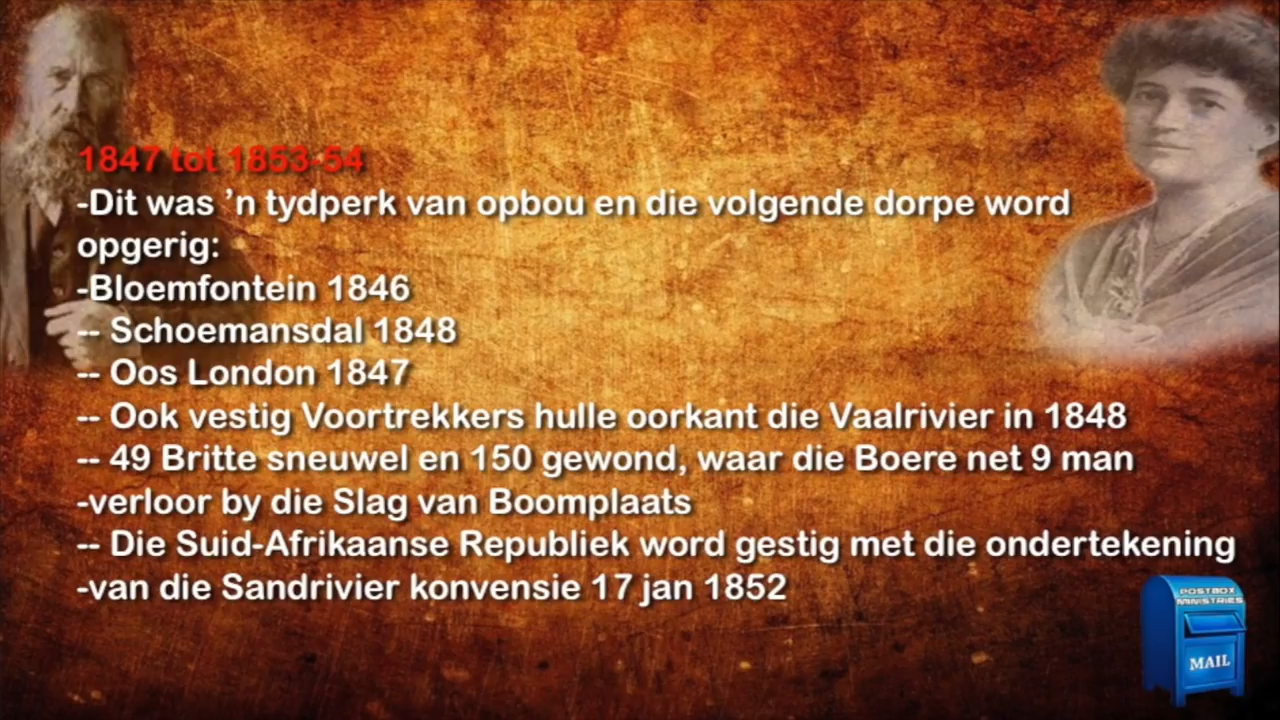 1847 tot 1853-54
-Dit was ’n tydperk van opbou en die volgende dorpe word
opgerig:
-Bloemfontein 1846
-- Schoemansdal 1848
-- Oos London 1847
-- Ook vestig Voortrekkers hulle oorkant die Vaalrivier in 1848
-- 49 Britte sneuwel en 150 gewond, waar die Boere net 9 man
-verloor by die Slag van Boomplaats
-- Die Suid-Afrikaanse Republiek word gestig met die ondertekening
-van die Sandrivier konvensie 17 jan 1852
POSTBOX
MINISTRIES
MAIL